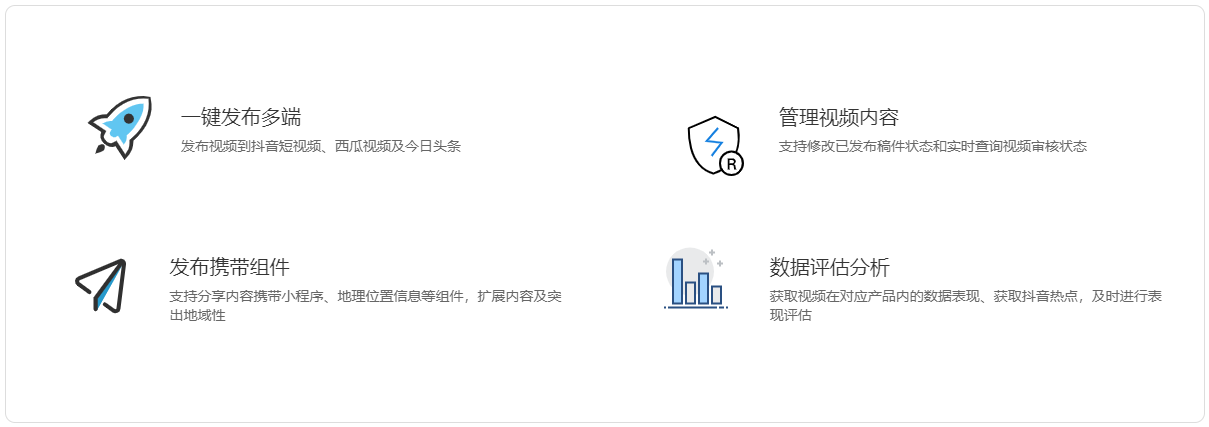 一键发布多端
发布视频到抖音短视频、西瓜视频及今日头条
管理视频内容
支持修改已发布稿件状态和实时查询视频审核状态
R
发布携带组件
支持分享内容携带小程序、地理位置信息等组件，扩展内容及突
出地域性
数据评估分析
获取视频在对应产品内的数据表现、获取抖音热点，及时进行表
现评估